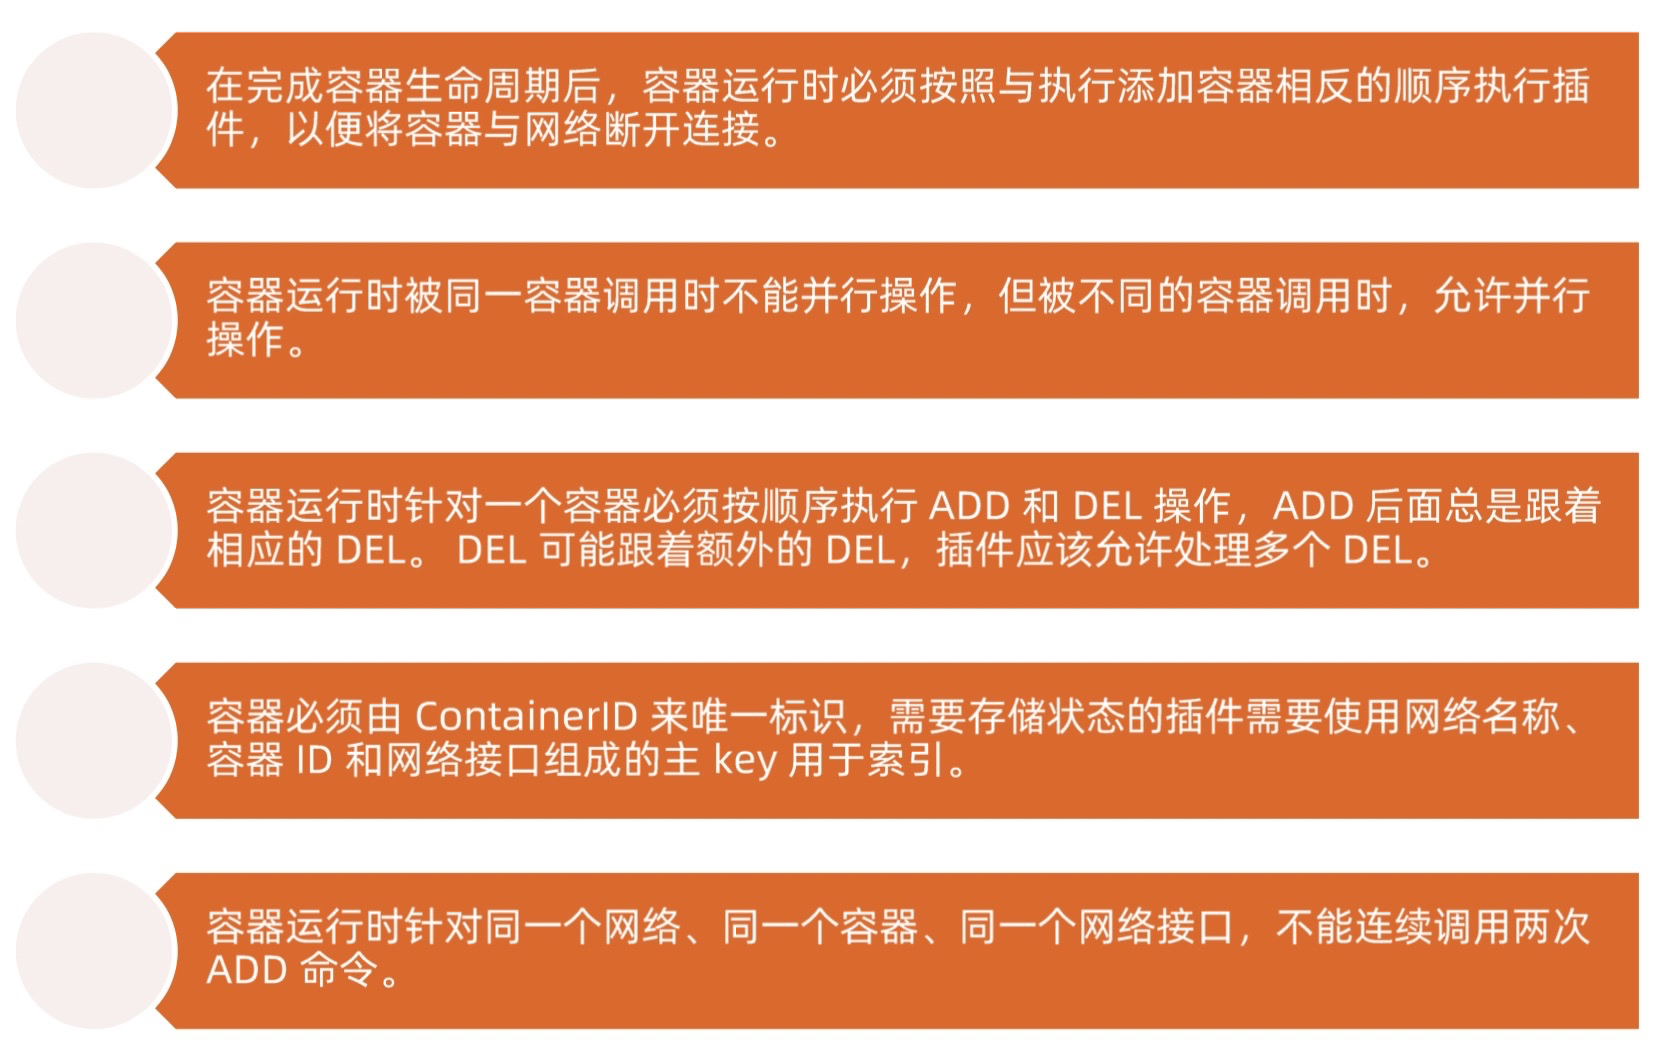 在完成容器生命周期后，容器运行时必须按照与执行添加容器相反的顺序执行插
件，以便将容器与网络断开连接。
容器运行时被同一容器调用时不能并行操作，但被不同的容器调用时，允许并行
操作。
容器运行时针对一个容器必须按顺序执行 ADD 和 DEL 操作，ADD 后面总是跟着
相应的 DEL。 DEL 可能跟着额外的 DEL，插件应该允许处理多个 DEL。
容器必须由 ContainerID 来唯一标识，需要存储状态的插件需要使用网络名称、
容器 ID 和网络接口组成的主 key 用于索引。
容器运行时针对同一个网络、同一个容器、同一个网络接口，不能连续调用两次
ADD 命令。